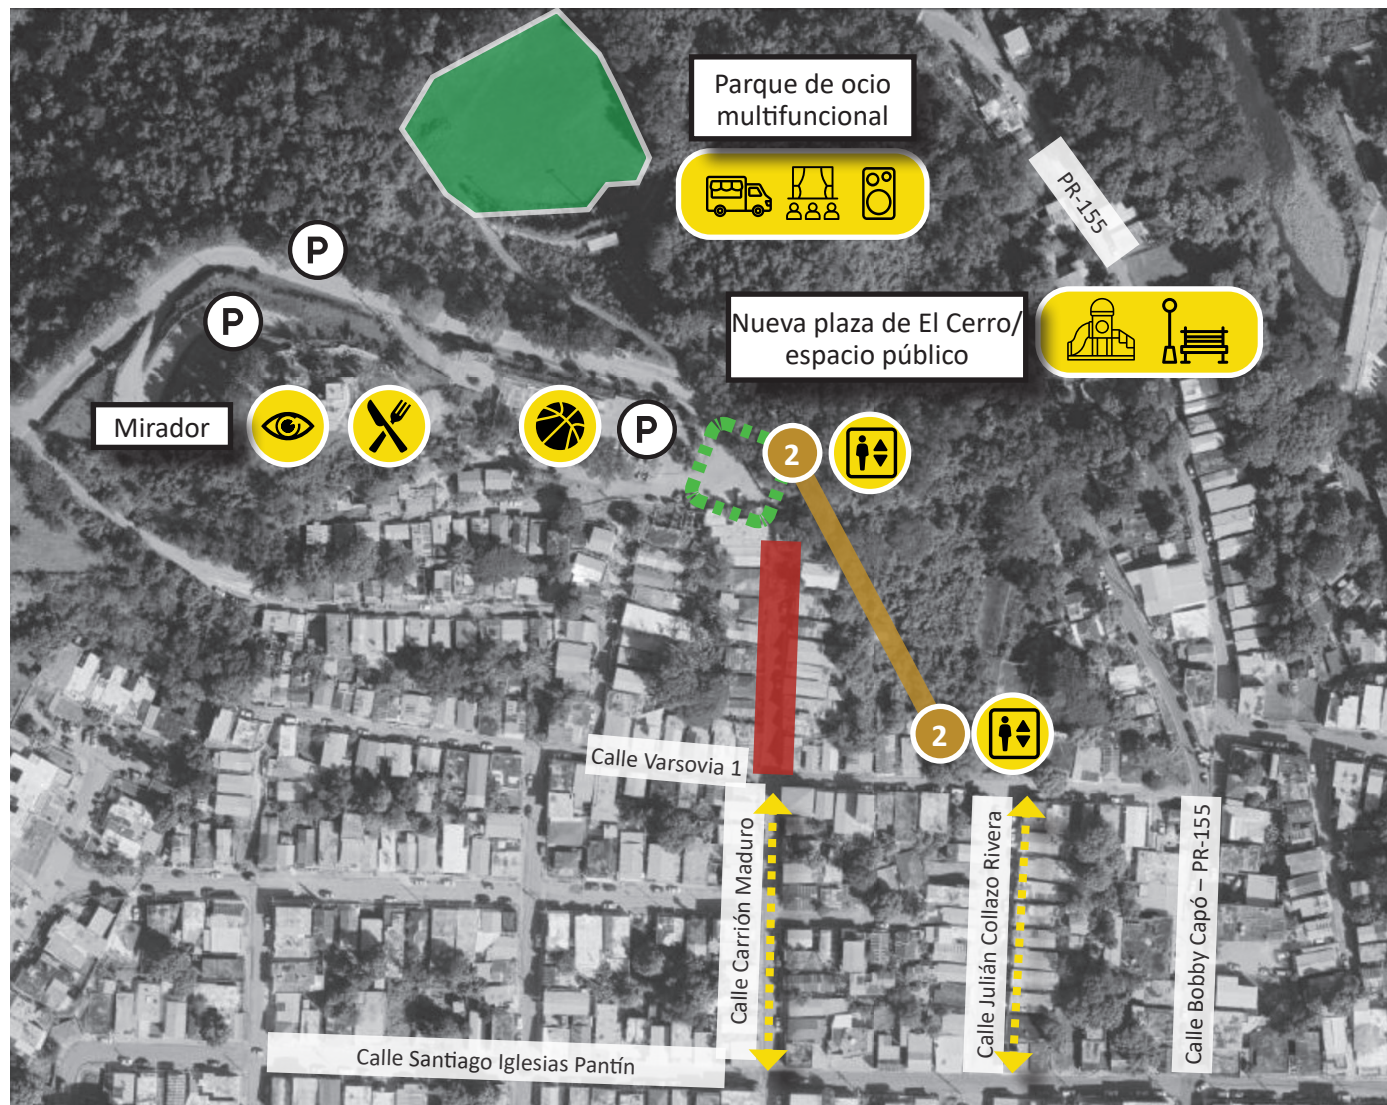 Parque de ocio
multifuncional
PR-155
P
P
Nueva plaza de El Cerro/
espacio público
Mirador
P
2
2
Calle Varsovia 1
Calle Carrión Maduro
Calle Julián Collazo Rivera
Calle Bobby Capó – PR-155
Calle Santiago Iglesias Pantín